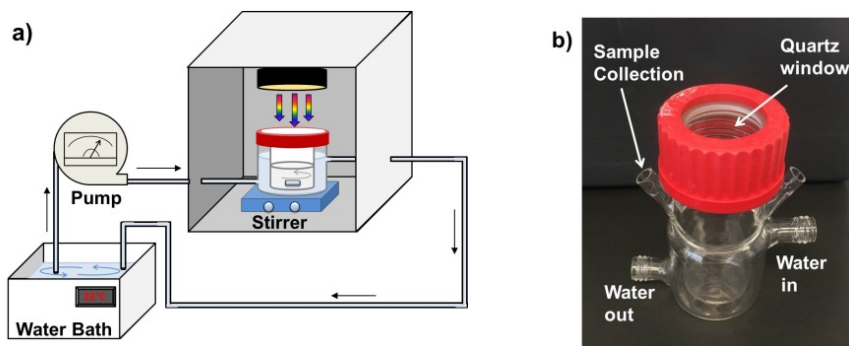 a)
Pump
Stirrer
Water Bath
b)
Sample
Collection
Quartz
window
Water
in
Water
out